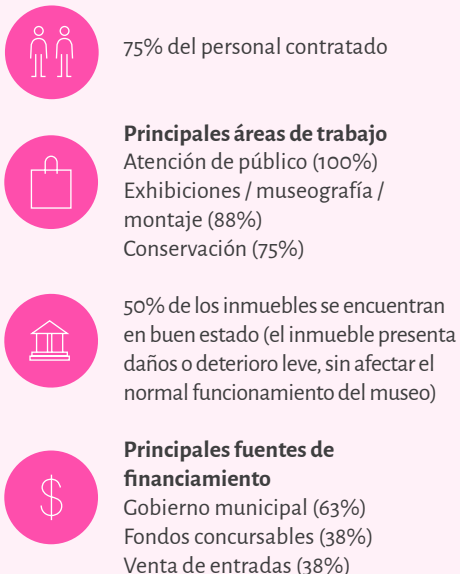 75% del personal contratado
Principales áreas de trabajo
Atención de público (100%)
Exhibiciones / museografía /
montaje (88%)
Conservación (75%)
50% de los inmuebles se encuentran
en buen estado (el inmueble presenta
daños o deterioro leve, sin afectar el
normal funcionamiento del museo)
$
Principales fuentes de
financiamiento
Gobierno municipal (63%)
Fondos concursables (38%)
Venta de entradas (38%)